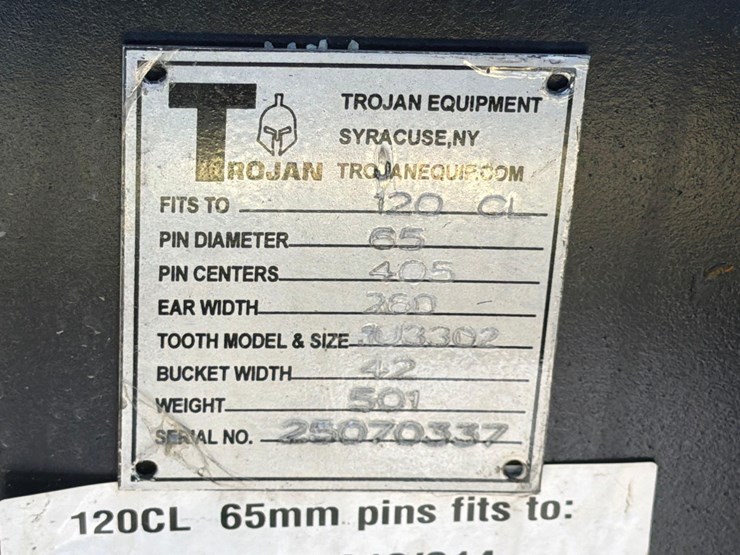 TROJAN EQUIPMENT
SYRACUSE,NY
TROJAN TROJANEQUIP.COM
FITS TO 120 CL
PIN DIAMETER 65
PIN CENTERS 405
EAR WIDTH 260
TOOTH MODEL & SIZE 1U3302
BUCKET WIDTH 42
WEIGHT 501
SERIAL NO. 25070337
120CL 65mm pins fits to: